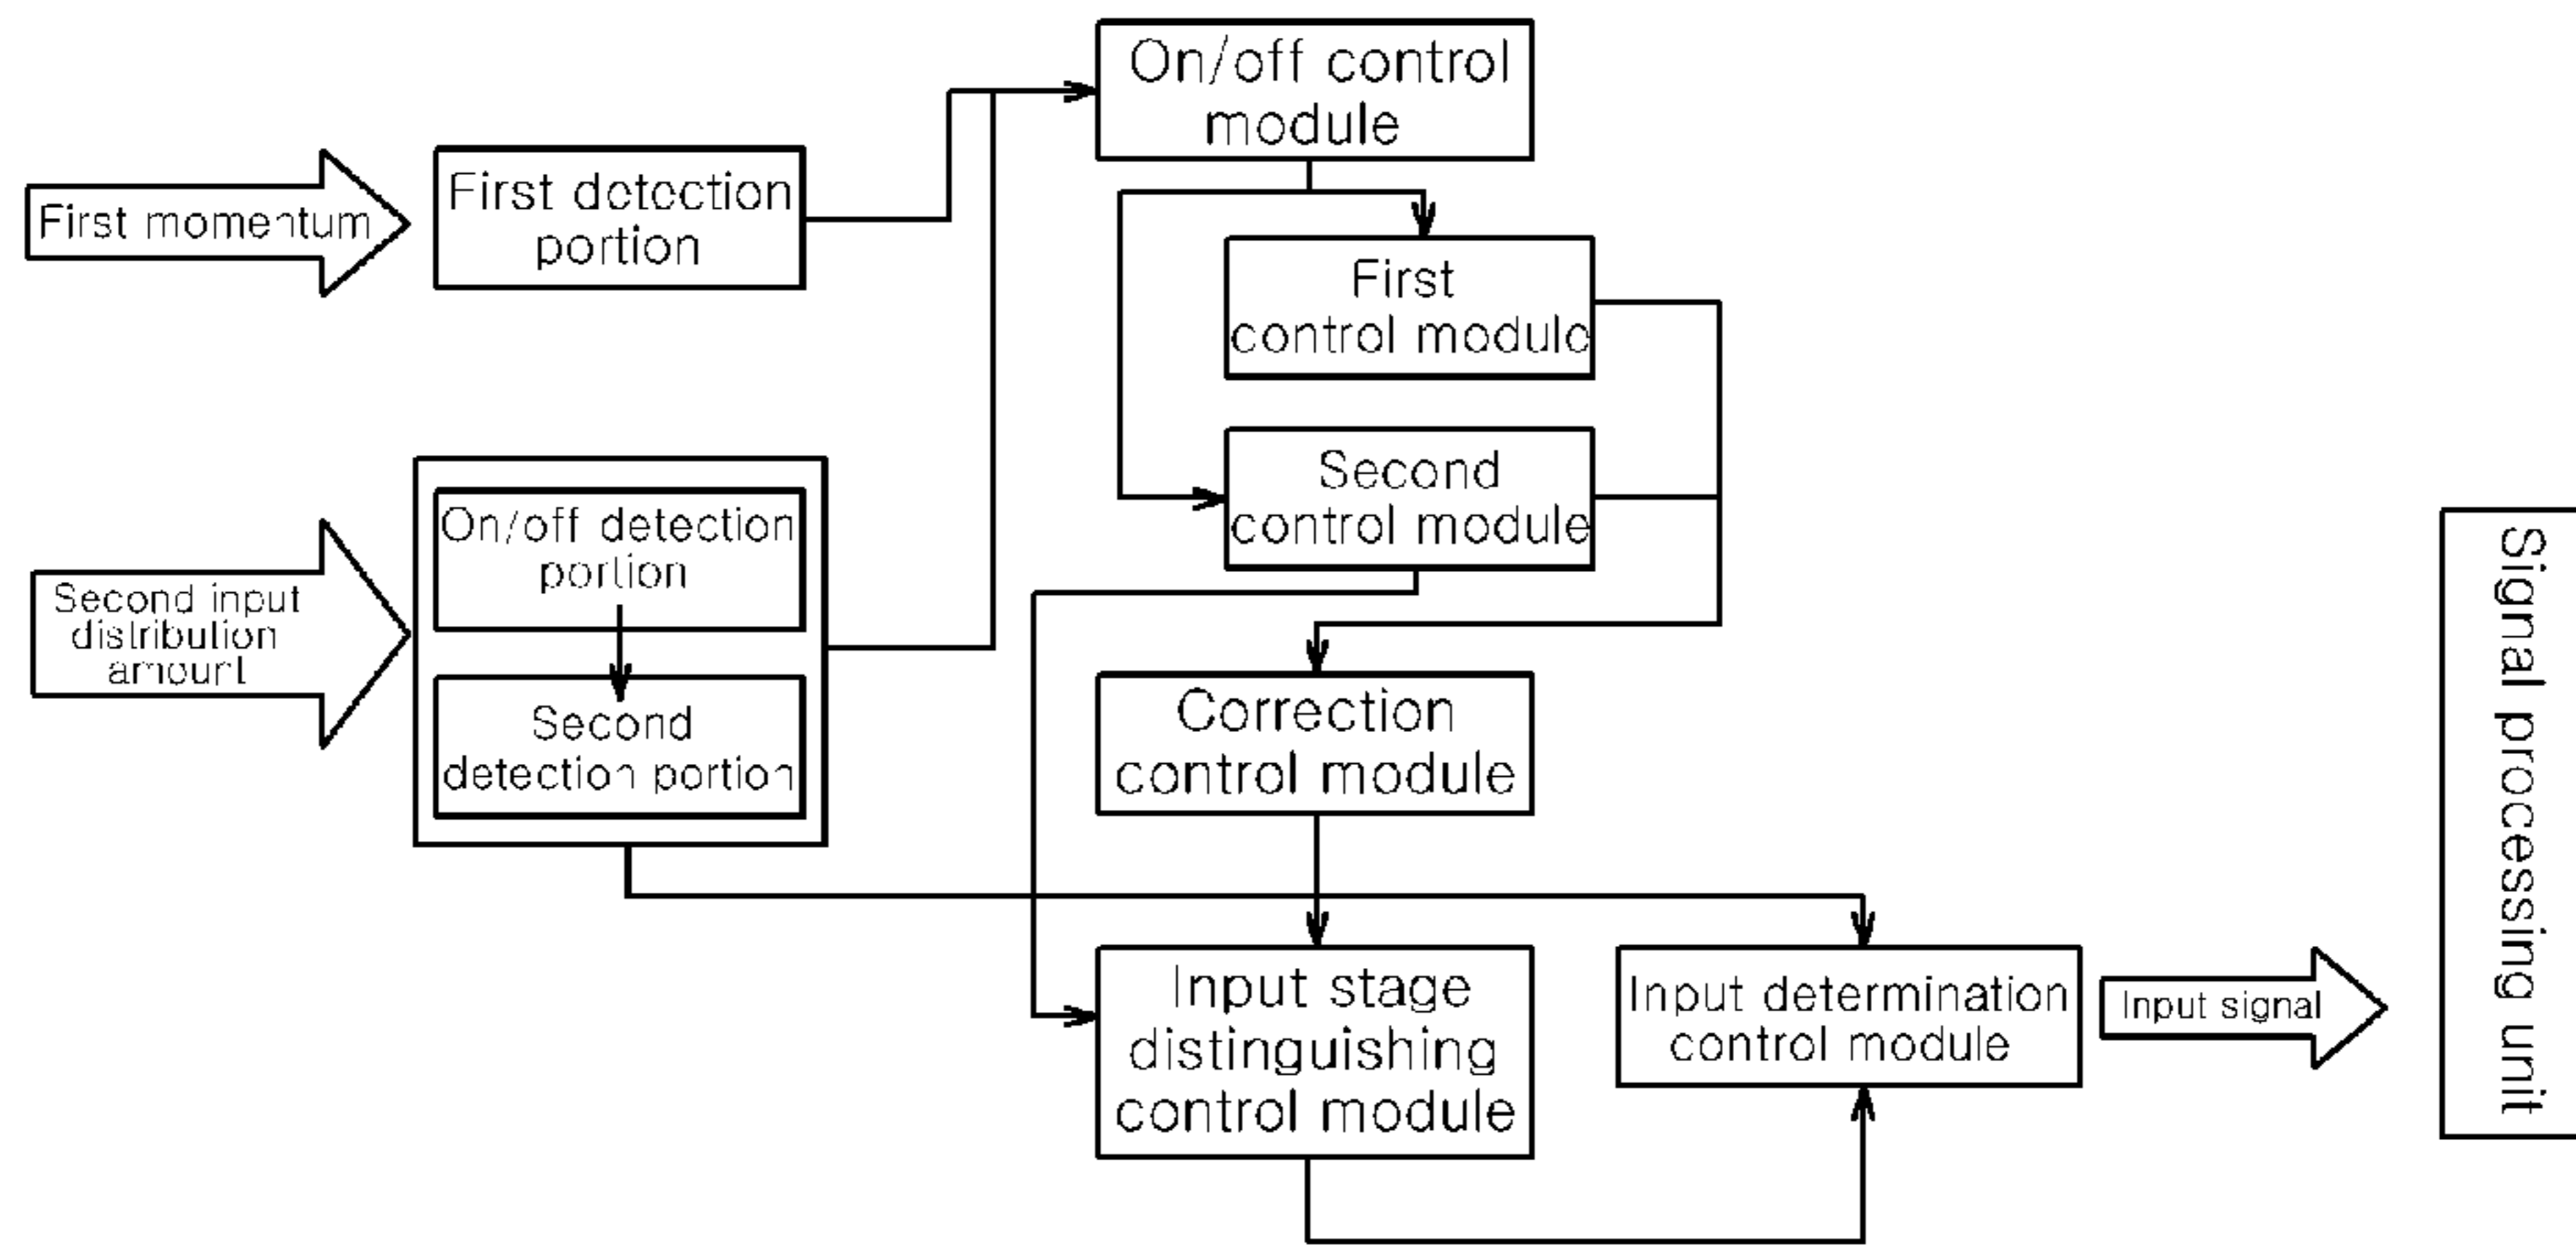 On/off control
module
First momentum
First detection
portion
First
control module
Second
control module
On/off detection
portion
Second input
distribution
amount
Second
detection portion
Correction
control module
Input stage
distinguishing
control module
Input determination
control module
Input signal
Signal processing unit